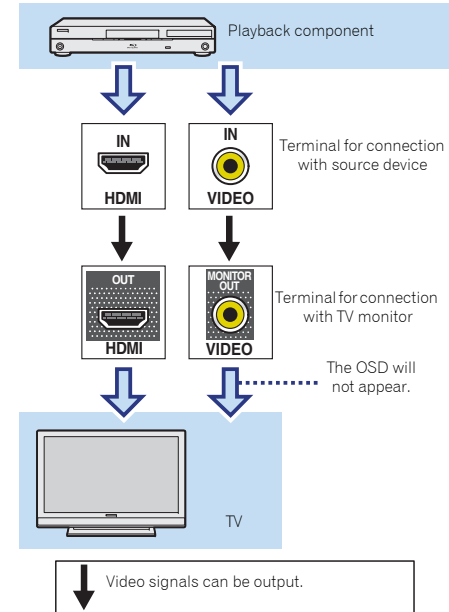 Playback component
IN
HDMI
IN
VIDEO
Terminal for connection
with source device
OUT
HDMI
MONITOR
OUT
VIDEO
Terminal for connection
with TV monitor
The OSD will
not appear.
TV
Video signals can be output.